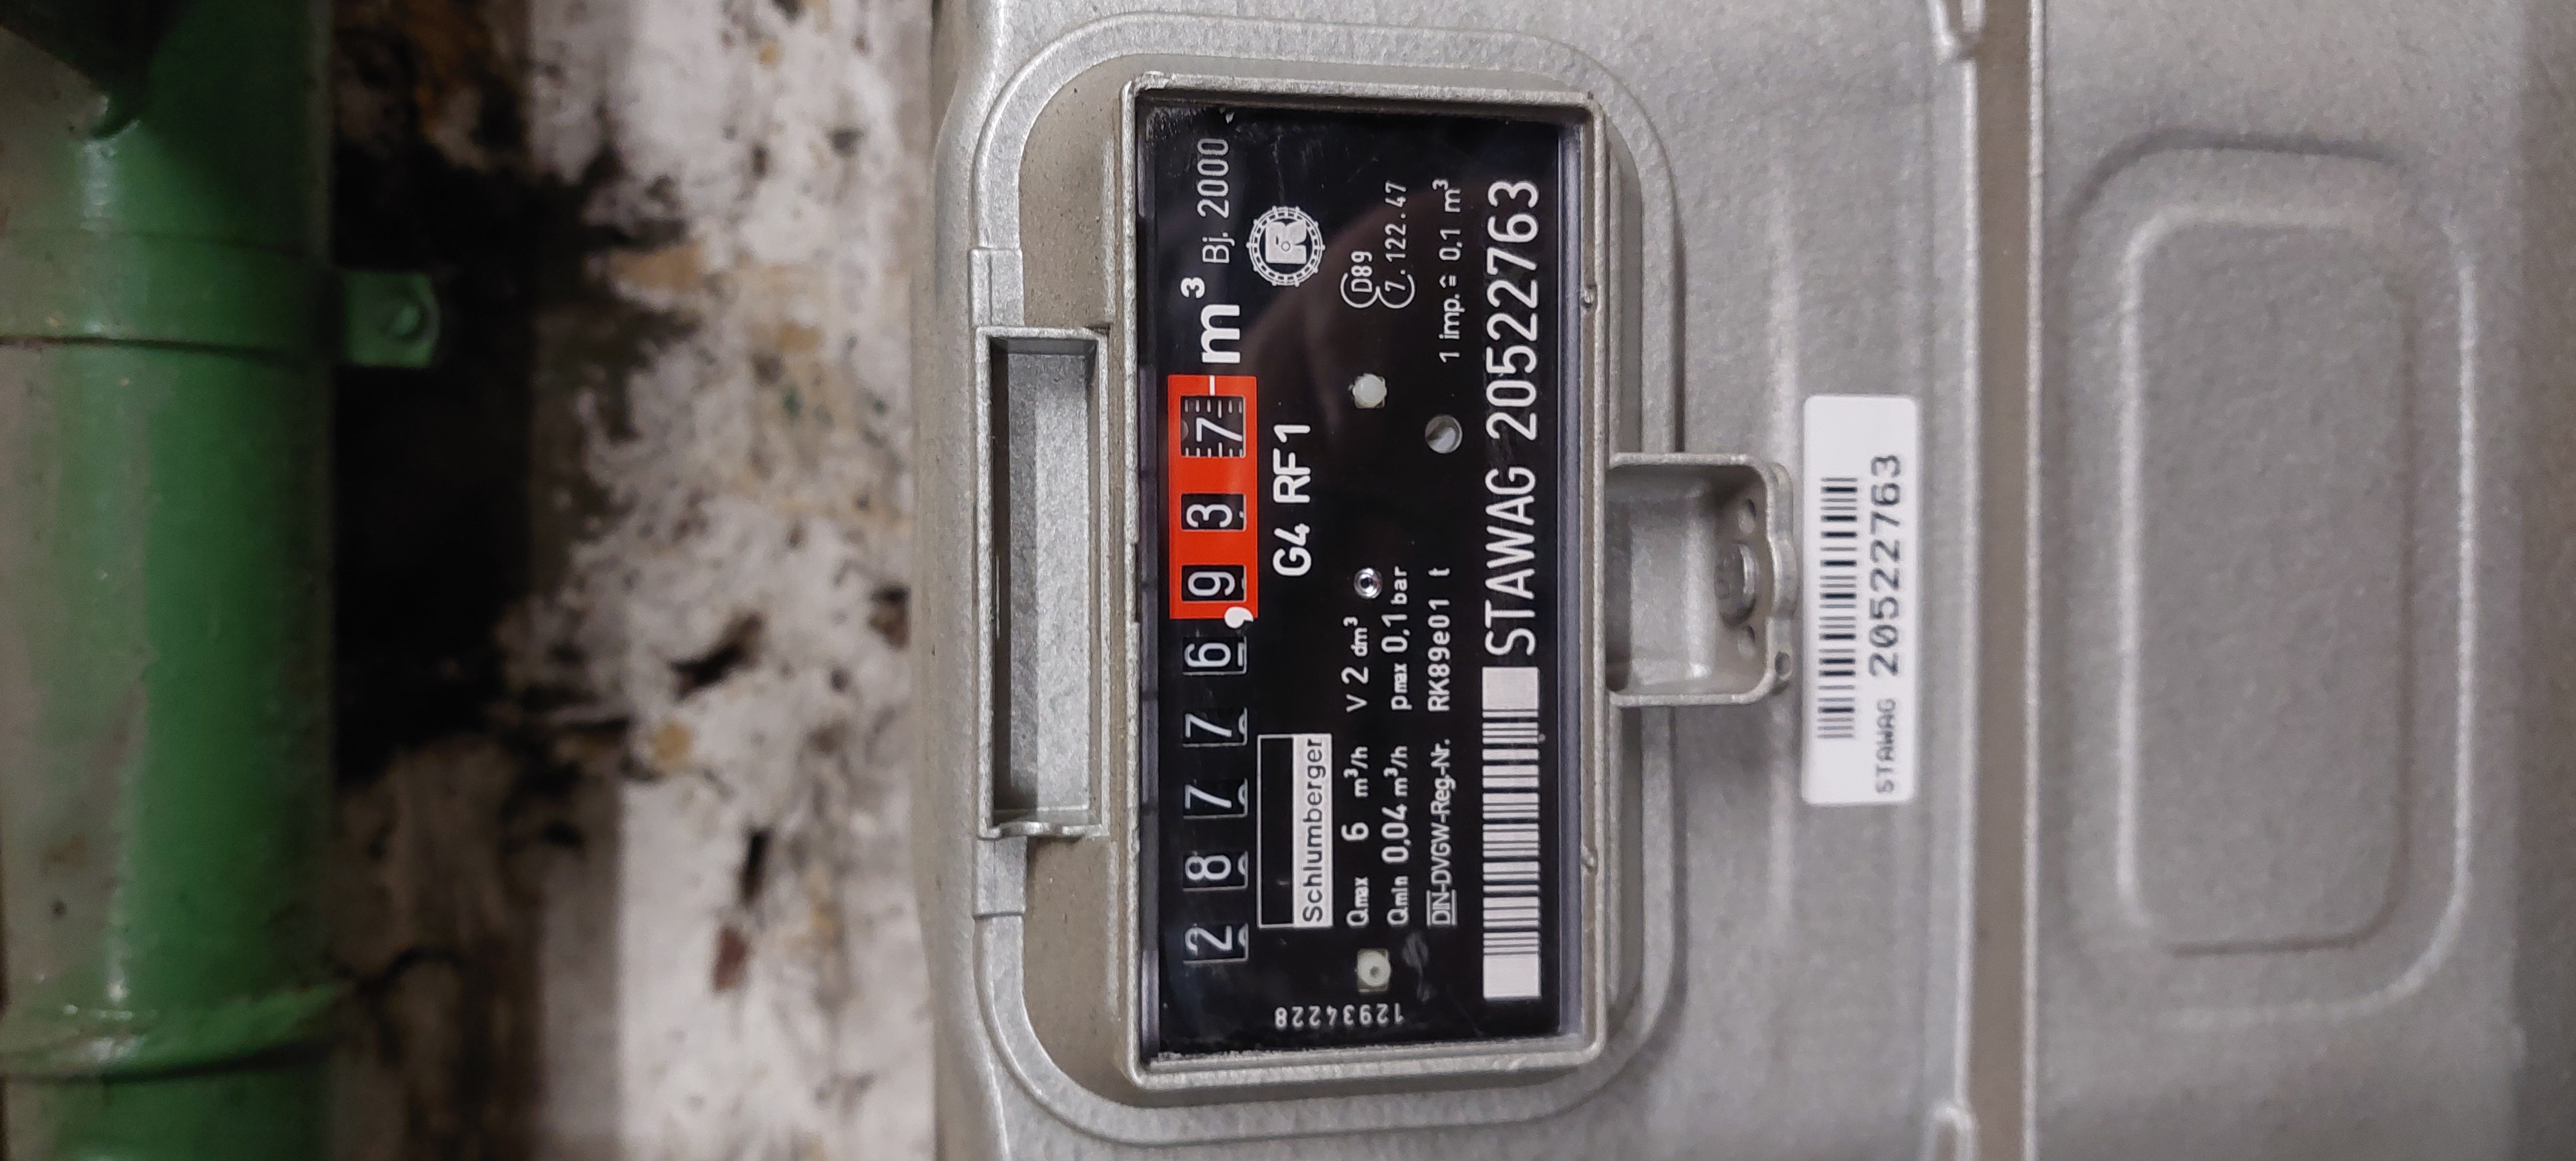 28776,937 m³ Bj. 2000
Schlumberger
G4 RF1
12934228
Qmax 6 m³/h V 2 dm³
Qmin 0,04 m³/h pmax 0,1 bar
DIN-DVGW-Reg.-Nr. RK89e01 t
R
D89
7.122.47
1 imp. ≙ 0,1 m³
STAWAG 20522763
STAWAG 20522763